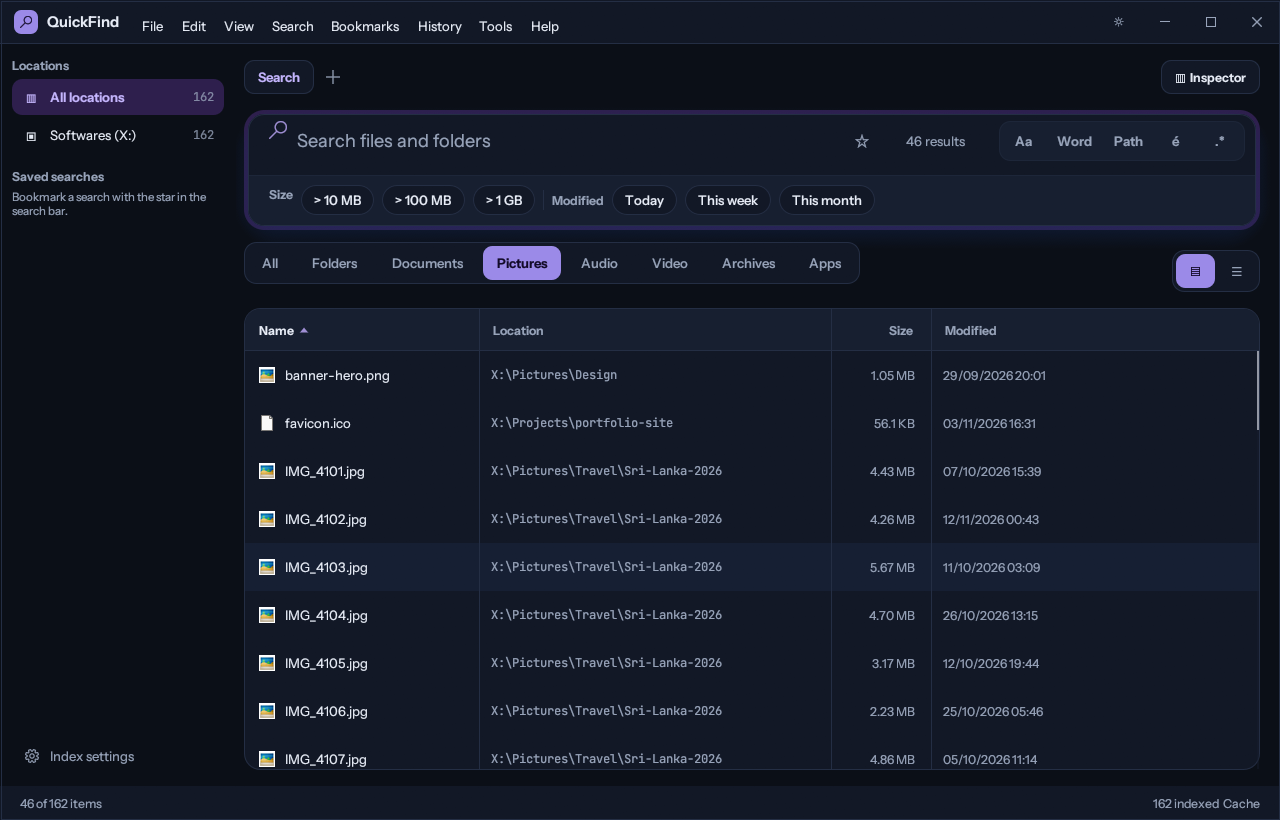 QuickFind File Edit View Search Bookmarks History Tools Help
Locations
All locations 162
Softwares (X:) 162
Saved searches
Bookmark a search with the star in the
search bar.
Index settings
Search
Inspector
Search files and folders 46 results Aa Word Path é .*
Size > 10 MB > 100 MB > 1 GB Modified Today This week This month
All Folders Documents Pictures Audio Video Archives Apps
Name Location Size Modified
banner-hero.png X:\Pictures\Design 1.05 MB 29/09/2026 20:01
favicon.ico X:\Projects\portfolio-site 56.1 KB 03/11/2026 16:31
IMG_4101.jpg X:\Pictures\Travel\Sri-Lanka-2026 4.43 MB 07/10/2026 15:39
IMG_4102.jpg X:\Pictures\Travel\Sri-Lanka-2026 4.26 MB 12/11/2026 00:43
IMG_4103.jpg X:\Pictures\Travel\Sri-Lanka-2026 5.67 MB 11/10/2026 03:09
IMG_4104.jpg X:\Pictures\Travel\Sri-Lanka-2026 4.70 MB 26/10/2026 13:15
IMG_4105.jpg X:\Pictures\Travel\Sri-Lanka-2026 3.17 MB 12/10/2026 19:44
IMG_4106.jpg X:\Pictures\Travel\Sri-Lanka-2026 2.23 MB 25/10/2026 05:46
IMG_4107.jpg X:\Pictures\Travel\Sri-Lanka-2026 4.86 MB 05/10/2026 11:14
46 of 162 items 162 indexed Cache